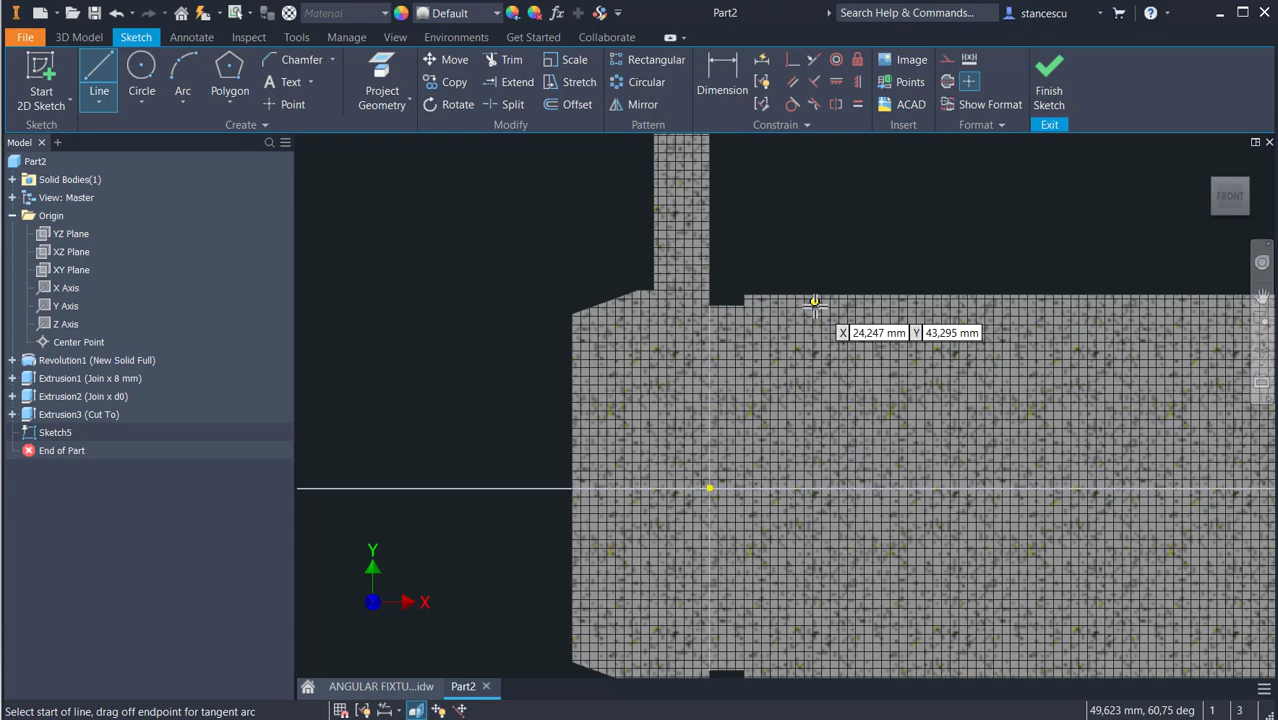 Material
Default
Part2
Search Help & Commands...
stancescu
File
3D Model
Sketch
Annotate
Inspect
Tools
Manage
View
Environments
Get Started
Collaborate
Start
2D Sketch
Line
Circle
Arc
Polygon
Chamfer
Text
Point
Project
Geometry
Move
Copy
Rotate
Trim
Extend
Split
Scale
Stretch
Offset
Rectangular
Circular
Mirror
Dimension
Image
Points
ACAD
Show Format
Finish
Sketch
Sketch
Create
Modify
Pattern
Constrain
Insert
Format
Exit
Model
Part2
Solid Bodies(1)
View: Master
Origin
YZ Plane
XZ Plane
XY Plane
X Axis
Y Axis
Z Axis
Center Point
Revolution1 (New Solid Full)
Extrusion1 (Join x 8 mm)
Extrusion2 (Join x d0)
Extrusion3 (Cut To)
Sketch5
End of Part
FRONT
X 24,247 mm Y 43,295 mm
Y
X
ANGULAR FIXTU...idw
Part2
Select start of line, drag off endpoint for tangent arc
49,623 mm, 60,75 deg
1
3